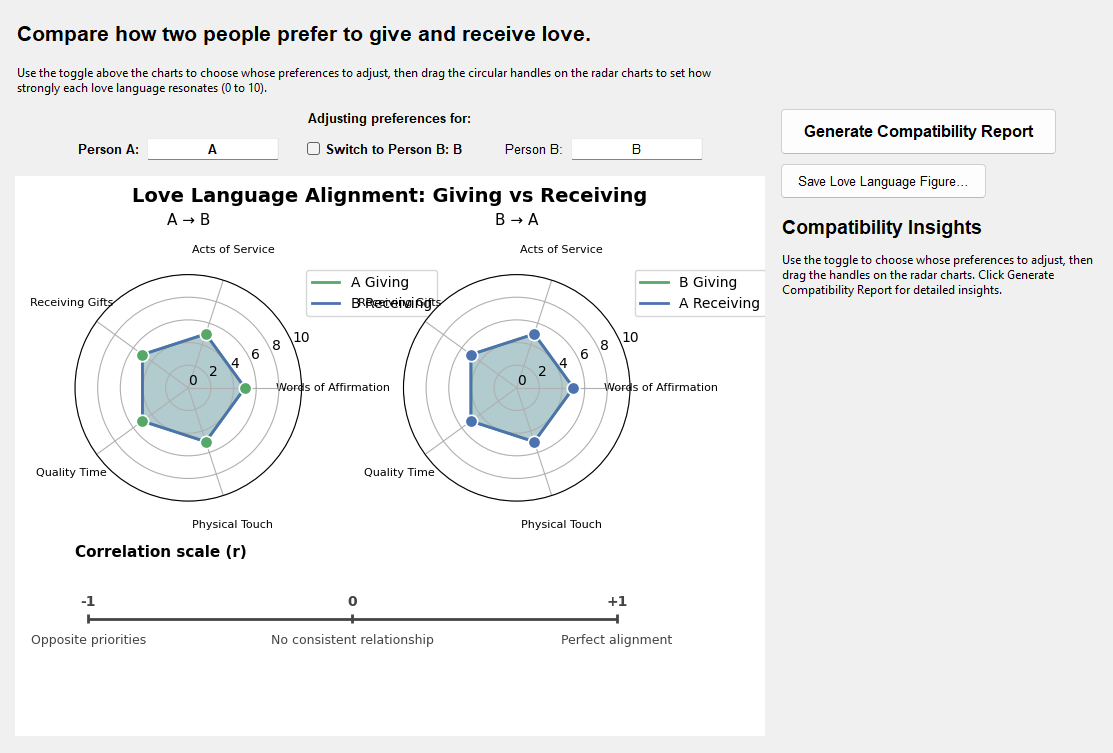 Compare how two people prefer to give and receive love.
Use the toggle above the charts to choose whose preferences to adjust, then drag the circular handles on the radar charts to set how
strongly each love language resonates (0 to 10).
Adjusting preferences for:
Person A:
A
Switch to Person B: B
Person B:
B
Generate Compatibility Report
Save Love Language Figure...
Compatibility Insights
Use the toggle to choose whose preferences to adjust, then
drag the handles on the radar charts. Click Generate
Compatibility Report for detailed insights.
Love Language Alignment: Giving vs Receiving
A → B
Acts of Service
Receiving Gifts
A Giving
B Receiving
10
8
6
4
2
0
Words of Affirmation
Quality Time
Physical Touch
B → A
Acts of Service
Receiving Gifts
B Giving
A Receiving
10
8
6
4
2
0
Words of Affirmation
Quality Time
Physical Touch
Correlation scale (r)
-1
0
+1
Opposite priorities
No consistent relationship
Perfect alignment